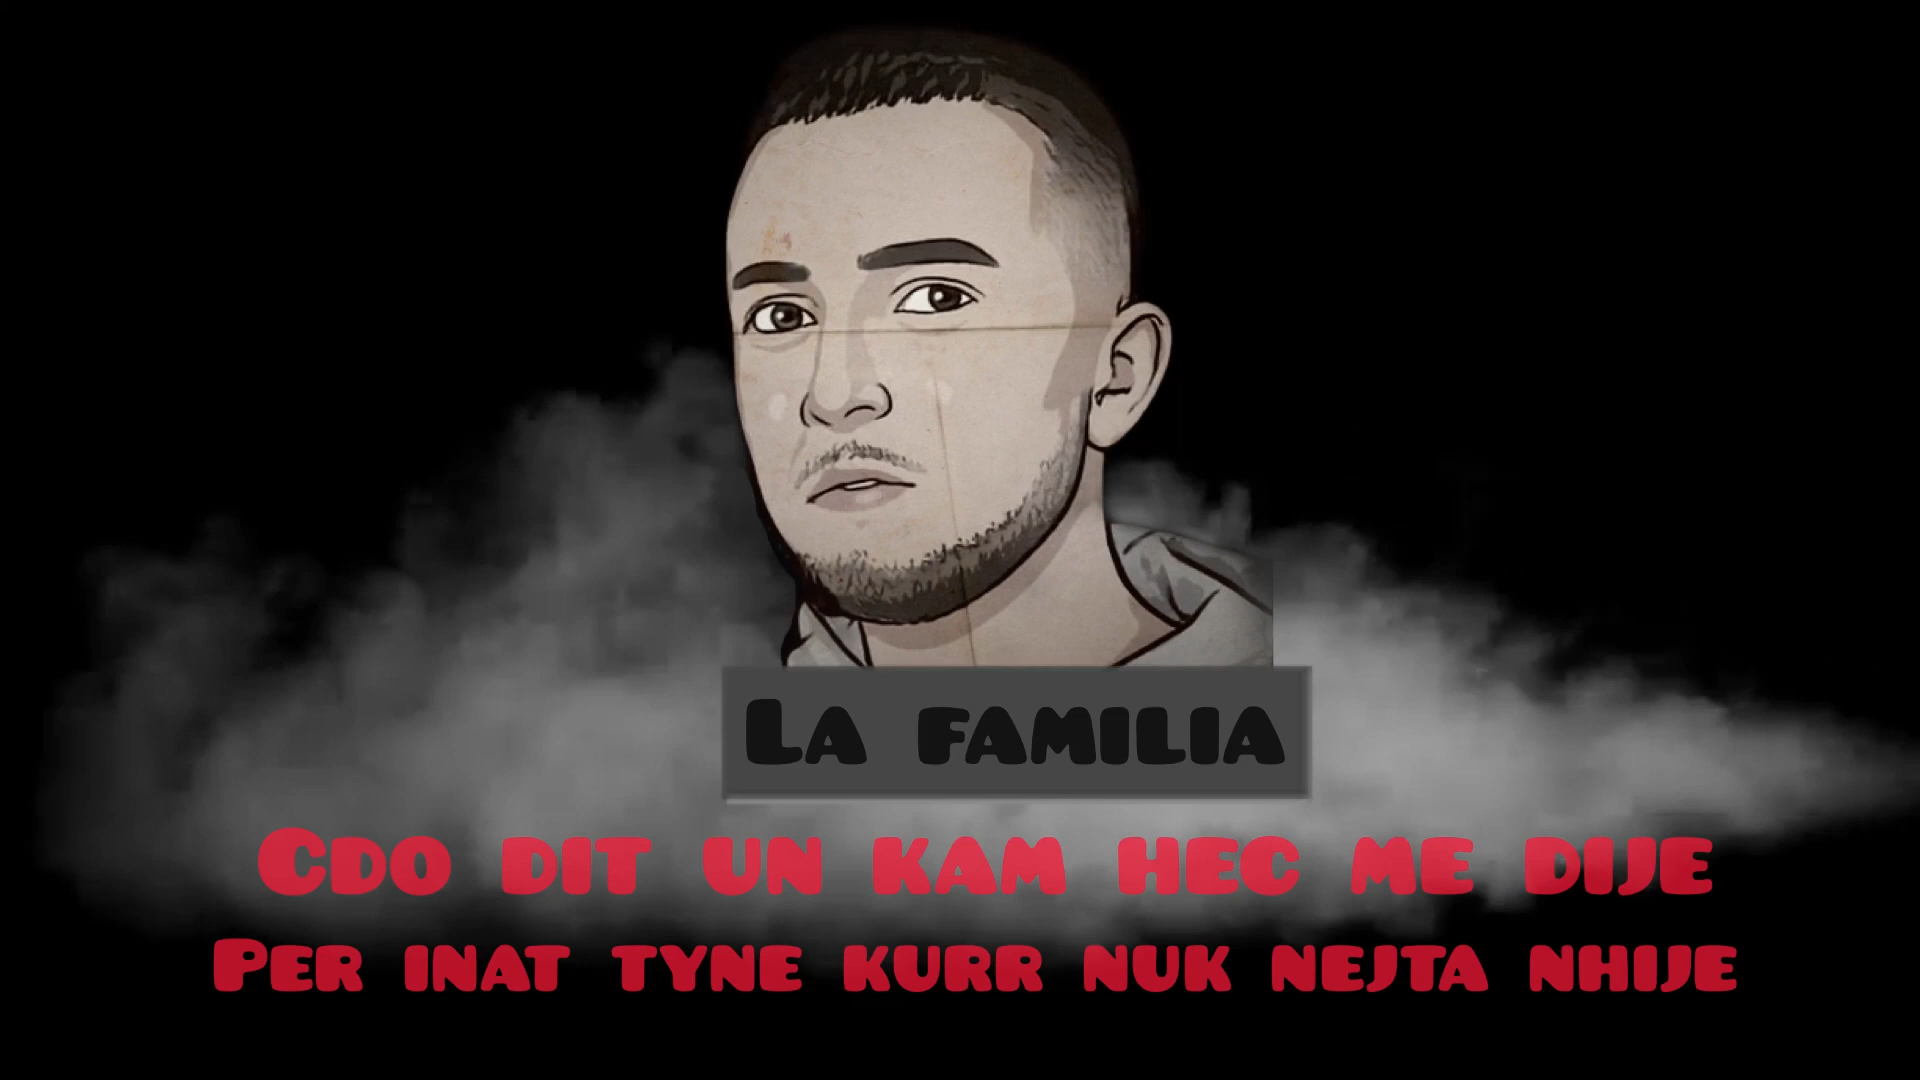 La familia
Cdo dit un kam hec me dije
Per inat tyne kurr nuk nejta nhije